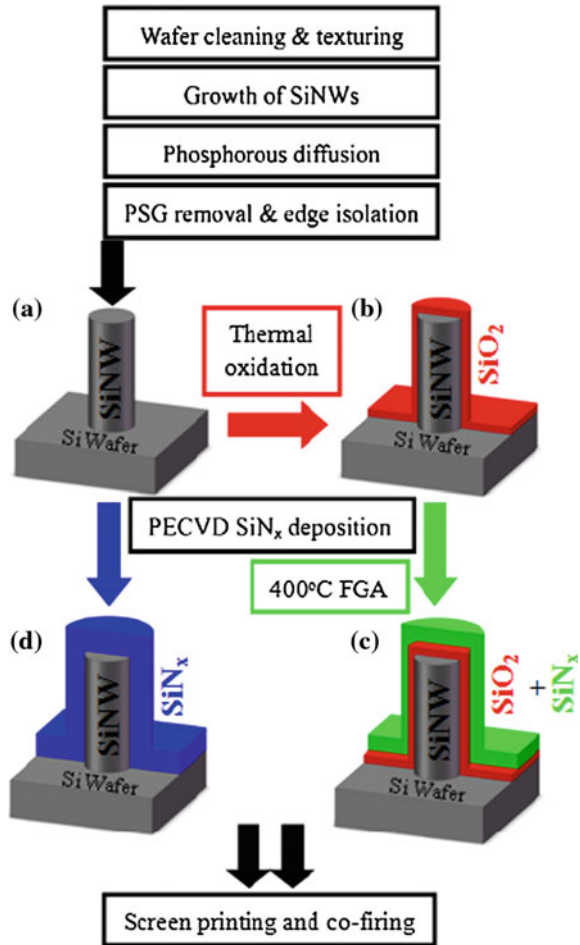 Wafer cleaning & texturing
Growth of SiNWs
Phosphorous diffusion
PSG removal & edge isolation
(a)
SiNW
Si Wafer
Thermal
oxidation
(b)
SiNW
SiO₂
Si Wafer
PECVD SiNₓ deposition
400ºC FGA
(d)
SiNW
SiNₓ
Si Wafer
(c)
SiNW
SiO₂ + SiNₓ
Si Wafer
Screen printing and co-firing